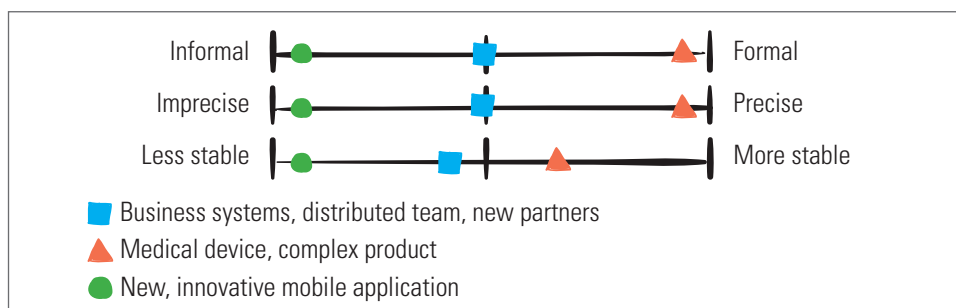 Informal Formal
Imprecise Precise
Less stable More stable
Business systems, distributed team, new partners
Medical device, complex product
New, innovative mobile application